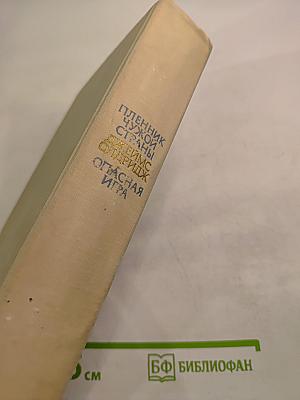 ПЛЕННИК
ЧУЖОЙ
СТРАНЫ
ДЖЕЙМС
ОЛДРИДЖ
ОПАСНАЯ
ИГРА
см
БФ БИБЛИОФАН